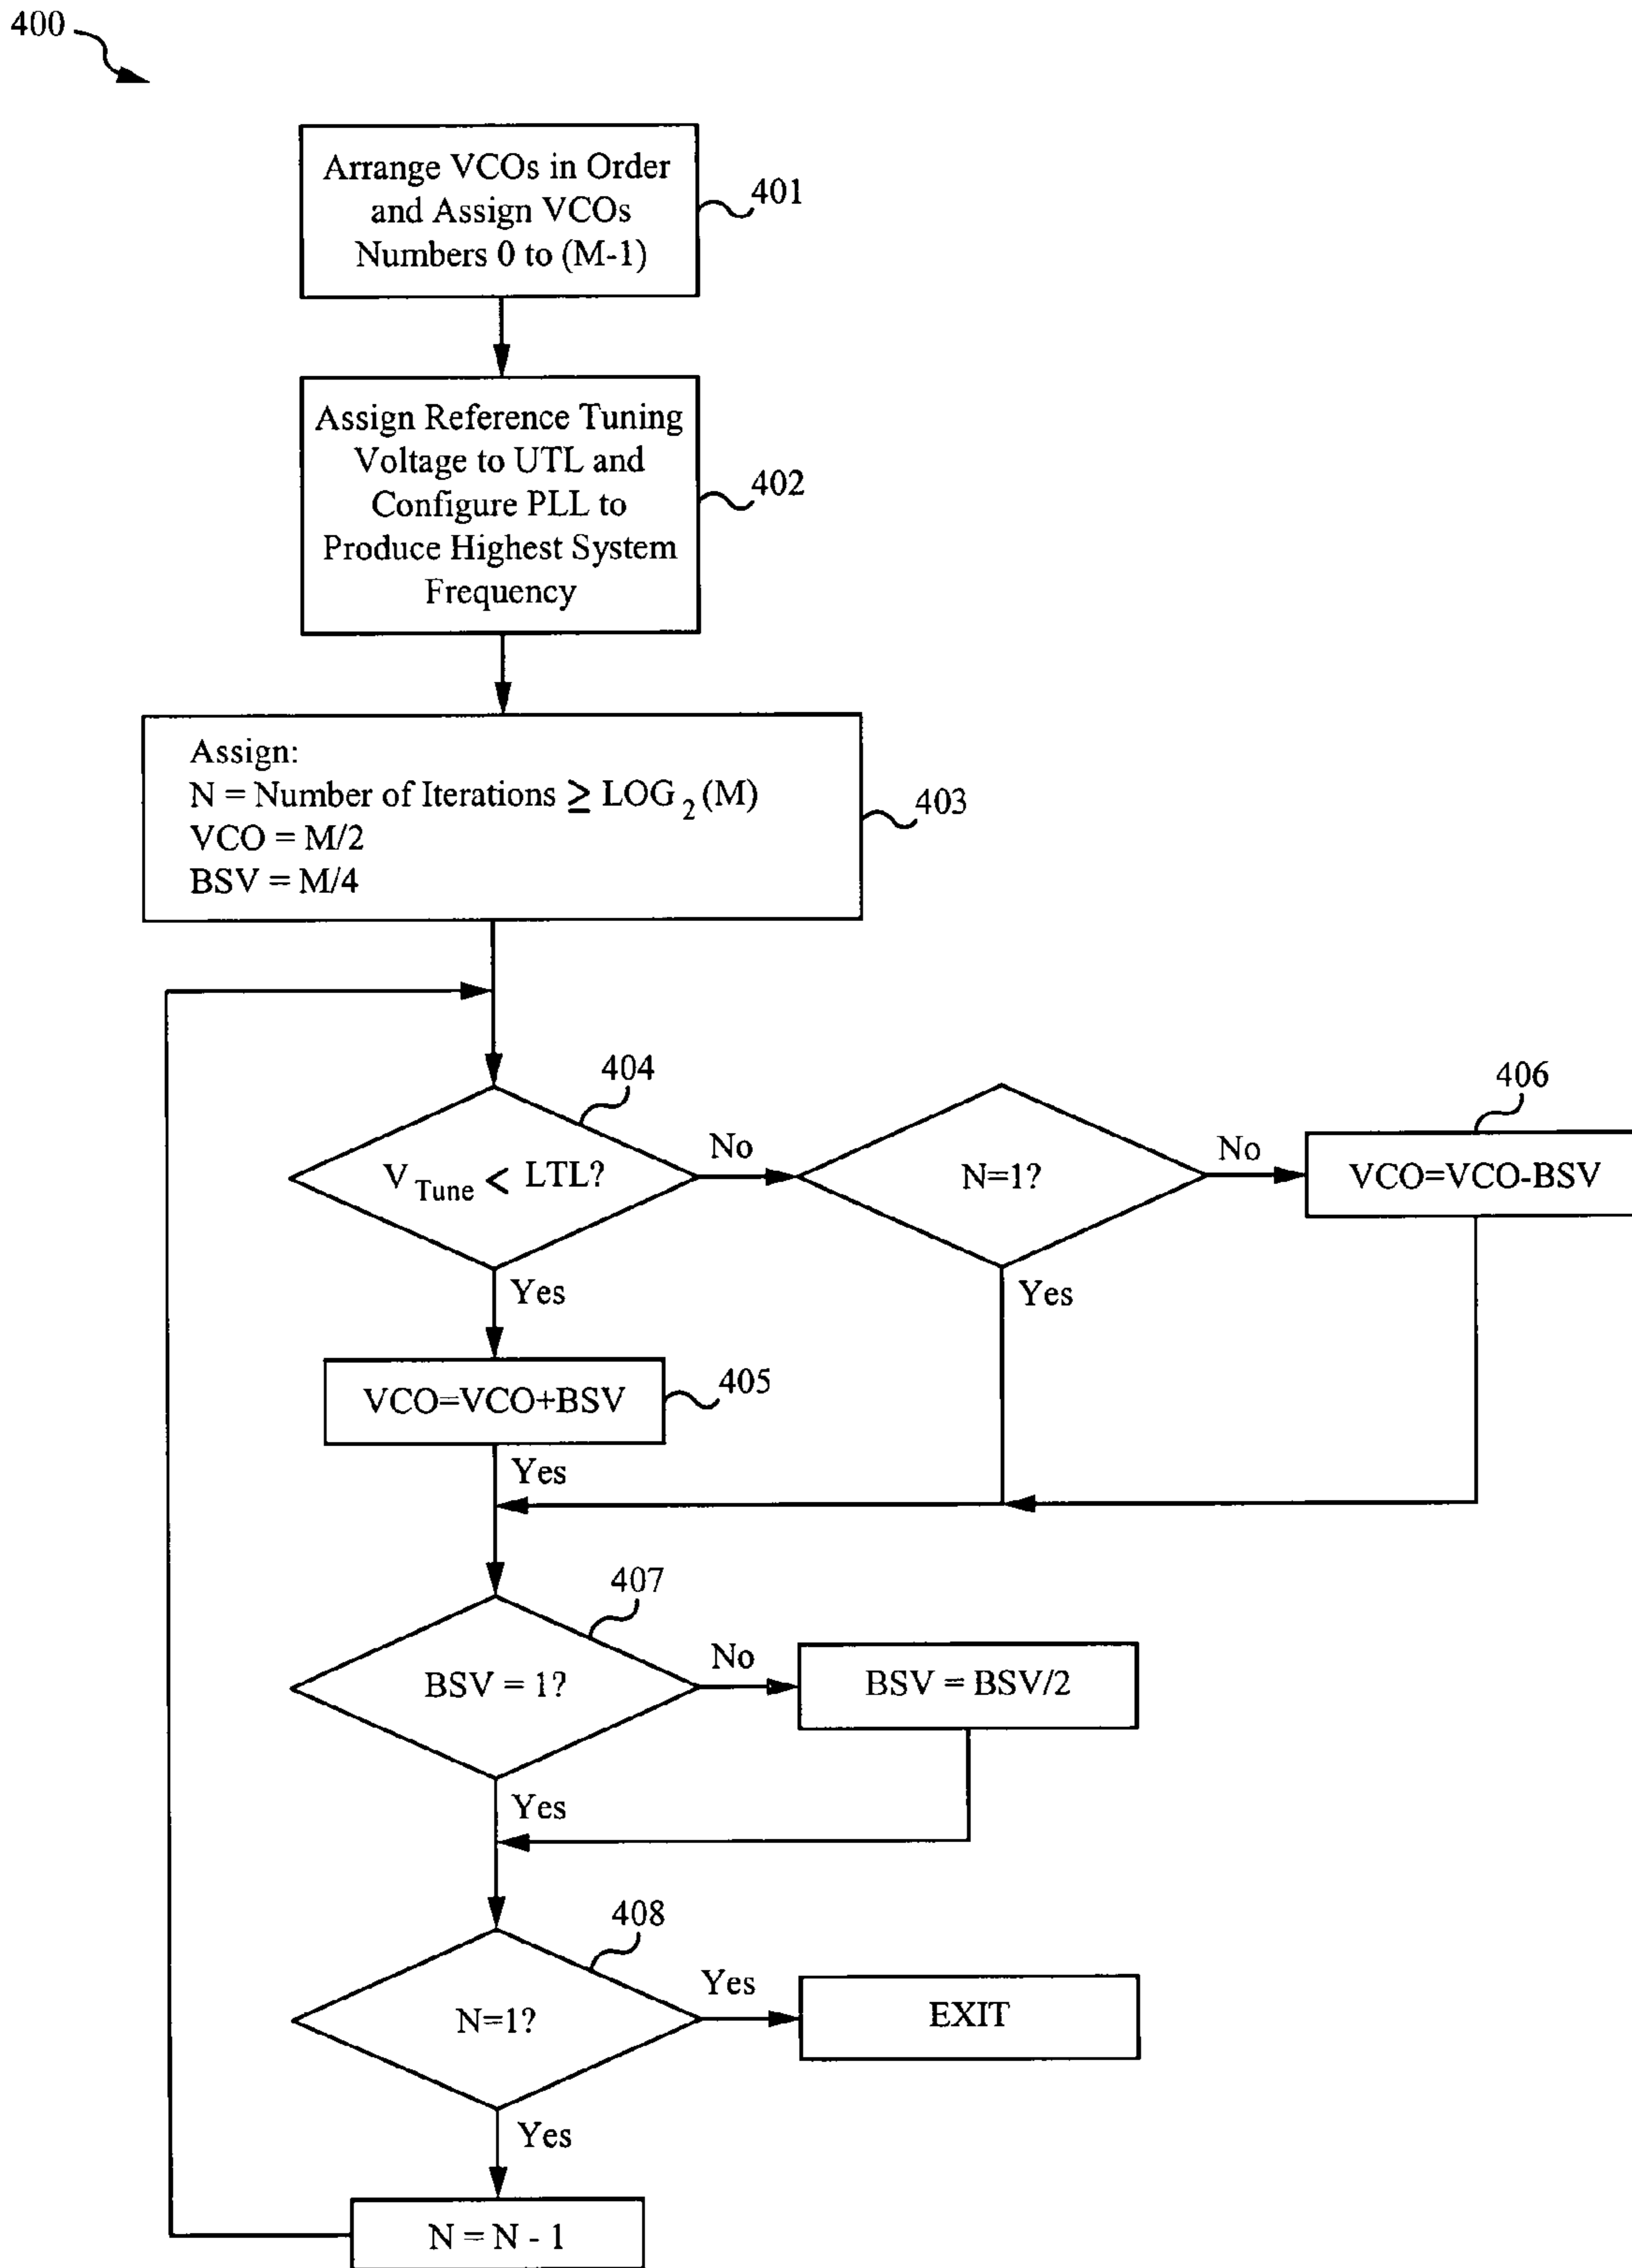 400
Arrange VCOs in Order
and Assign VCOs
Numbers 0 to (M-1)
401
Assign Reference Tuning
Voltage to UTL and
Configure PLL to
Produce Highest System
Frequency
402
Assign:
N = Number of Iterations ≥ LOG2 (M)
VCO = M/2
BSV = M/4
403
404
VTune < LTL?
No
N=1?
No
406
VCO=VCO-BSV
Yes
Yes
VCO=VCO+BSV
405
Yes
407
BSV = 1?
No
BSV = BSV/2
Yes
408
N=1?
Yes
EXIT
Yes
N = N - 1